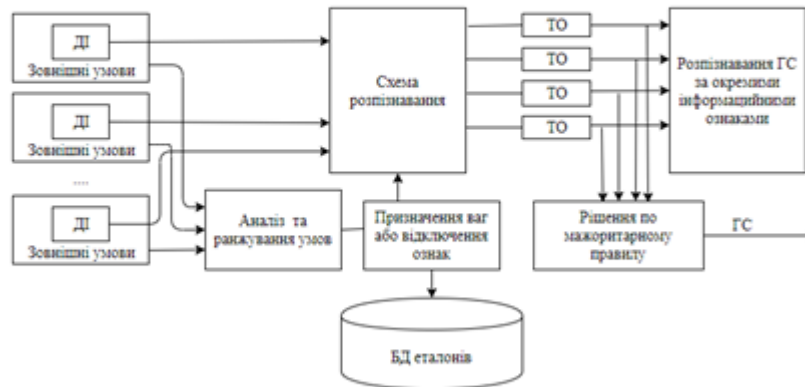 ДІ
Зовнішні умови
ДІ
Зовнішні умови
....
ДІ
Зовнішні умови
Схема
розпізнавання
ТО
ТО
ТО
ТО
Розпізнавання ГС
за окремими
інформаційними
ознаками
Аналіз та
ранжування умов
Призначення ваг
або відключення
ознак
Рішення по
мажоритарному
правилу
ГС
БД еталонів